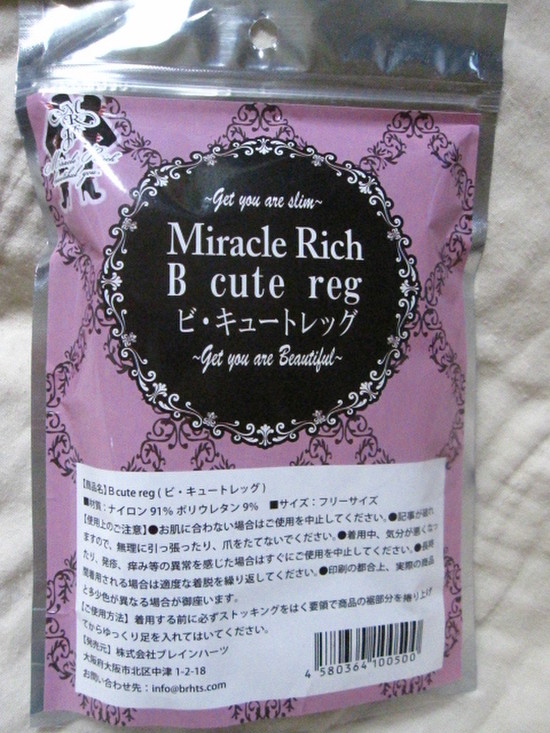 ~Get you are slim~
Miracle Rich
B cute reg
ビ・キュートレッグ
~Get you are Beautiful~
【商品名】B cute reg ( ビ・キュートレッグ )
■材質：ナイロン 91% ポリウレタン 9%　■サイズ：フリーサイズ
【使用上のご注意】●お肌に合わない場合はご使用を中止してください。●記事が破れ
ますので、無理に引っ張ったり、爪をたてないでください。●着用中、気分が悪くなっ
たり、発疹、痒み等の異常を感じた場合はすぐにご使用を中止してください。●長時
間着用される場合は適度な着脱を繰り返してください。●印刷の都合上、実際の商品
と多少色が異なる場合が御座います。
【ご使用方法】着用する前に必ずストッキングをはく要領で商品の裾部分を捲り上げ
てからゆっくり足を入れてはいてください。
【発売元】株式会社ブレインハーツ
大阪府大阪市北区中津 1-2-18
お問い合わせ先：info@brhts.com
4 580364 100500